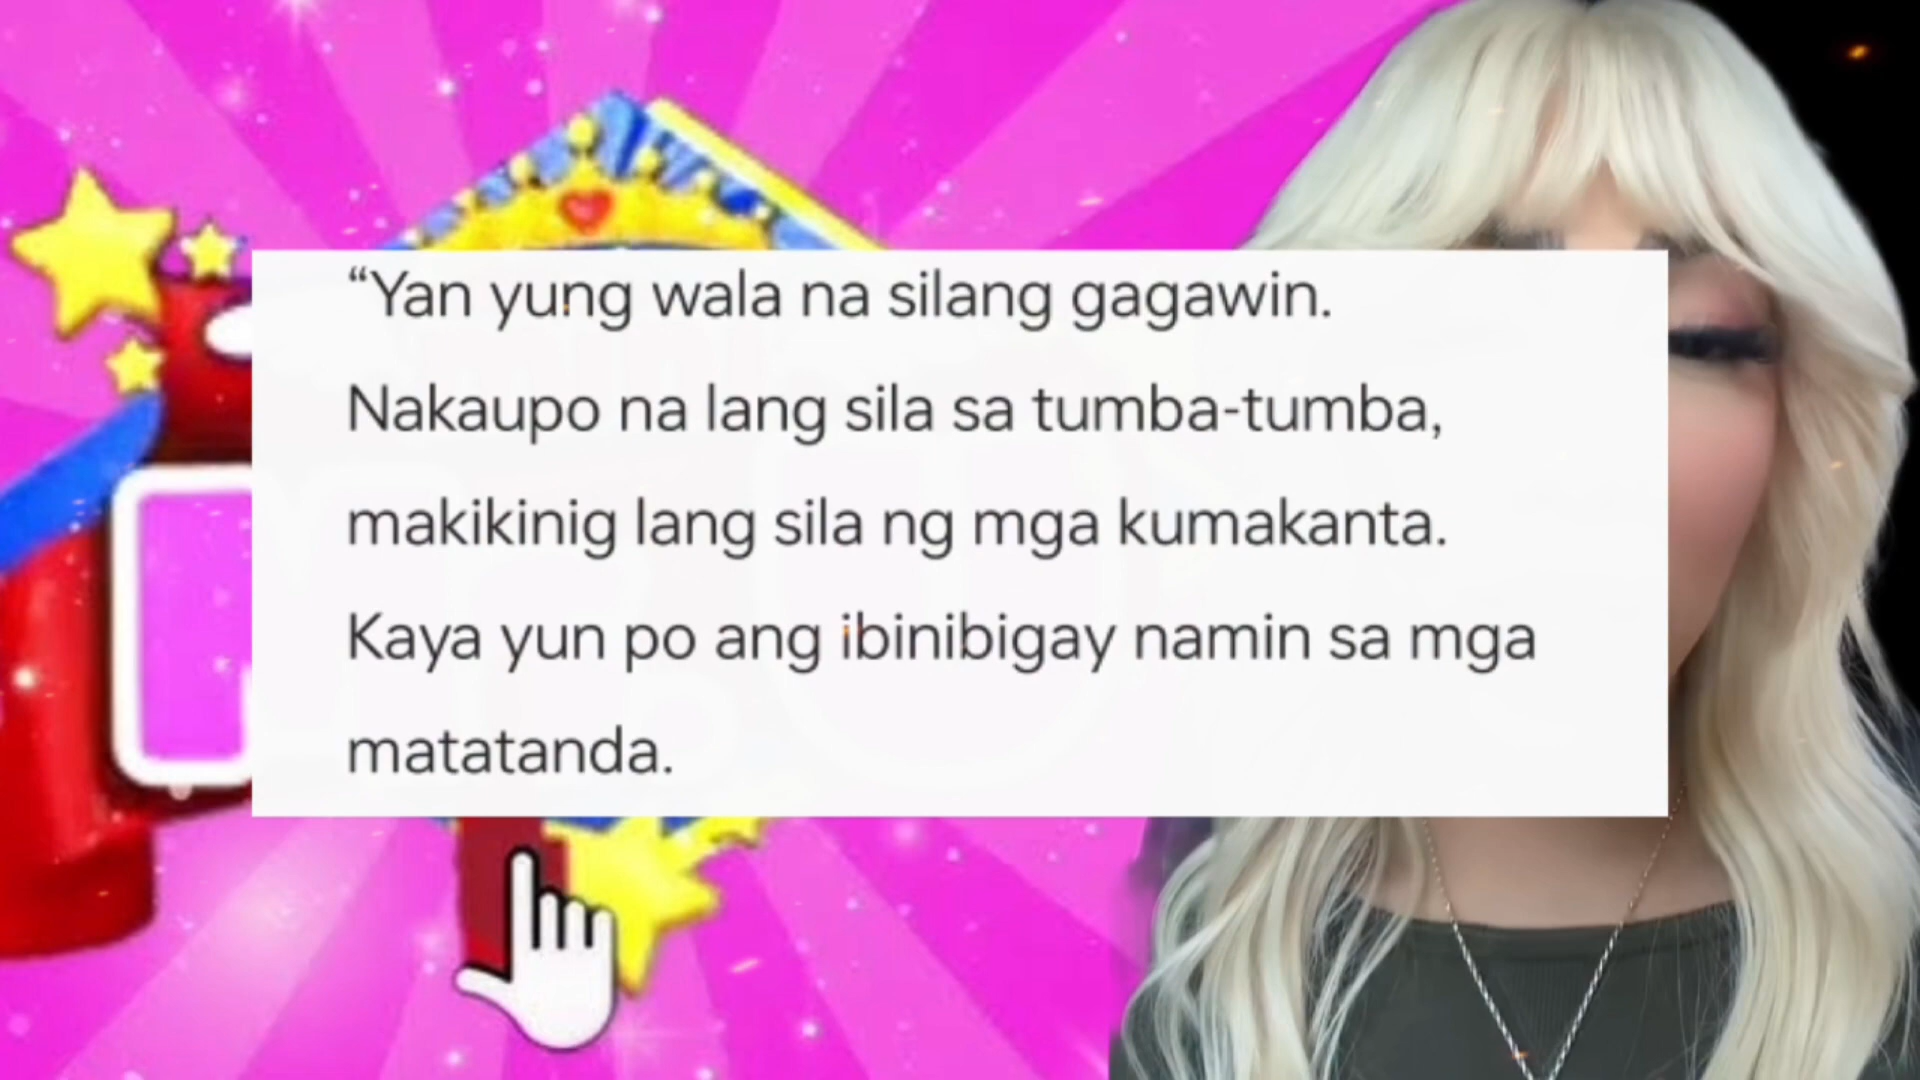 “Yan yung wala na silang gagawin.
Nakaupo na lang sila sa tumba-tumba,
makikinig lang sila ng mga kumakanta.
Kaya yun po ang ibinibigay namin sa mga
matatanda.